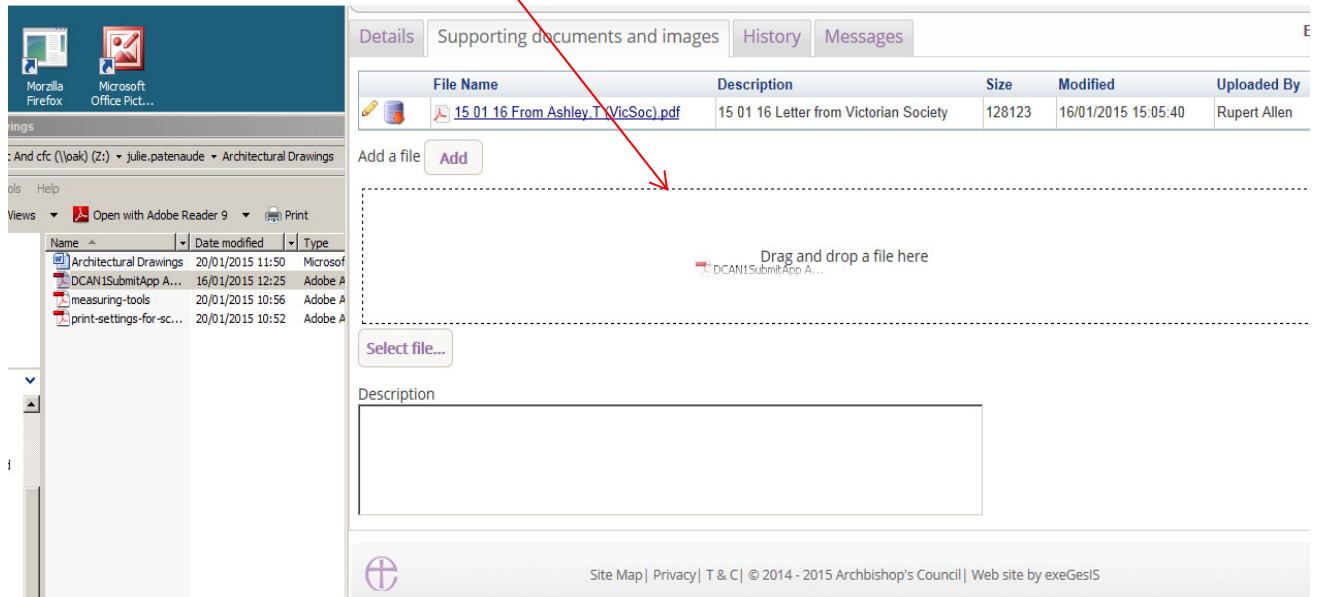 Morzilla
Firefox
Microsoft
Office Pict...
ings
: And cfc (\\oak) (Z:) julie.patenaude Architectural Drawings
ols Help
Views Open with Adobe Reader 9 Print
Name Date modified Type
Architectural Drawings 20/01/2015 11:50 Microsof
DCAN1SubmitApp A... 16/01/2015 12:25 Adobe A
measuring-tools 20/01/2015 10:56 Adobe A
print-settings-for-sc... 20/01/2015 10:52 Adobe A
Details Supporting documents and images History Messages E
File Name Description Size Modified Uploaded By
15 01 16 From Ashley,T (VicSoc).pdf 15 01 16 Letter from Victorian Society 128123 16/01/2015 15:05:40 Rupert Allen
Add a file Add
Drag and drop a file here
DCAN1SubmitApp A...
Select file...
Description
Site Map| Privacy| T & C| © 2014 - 2015 Archbishop's Council| Web site by exeGesIS